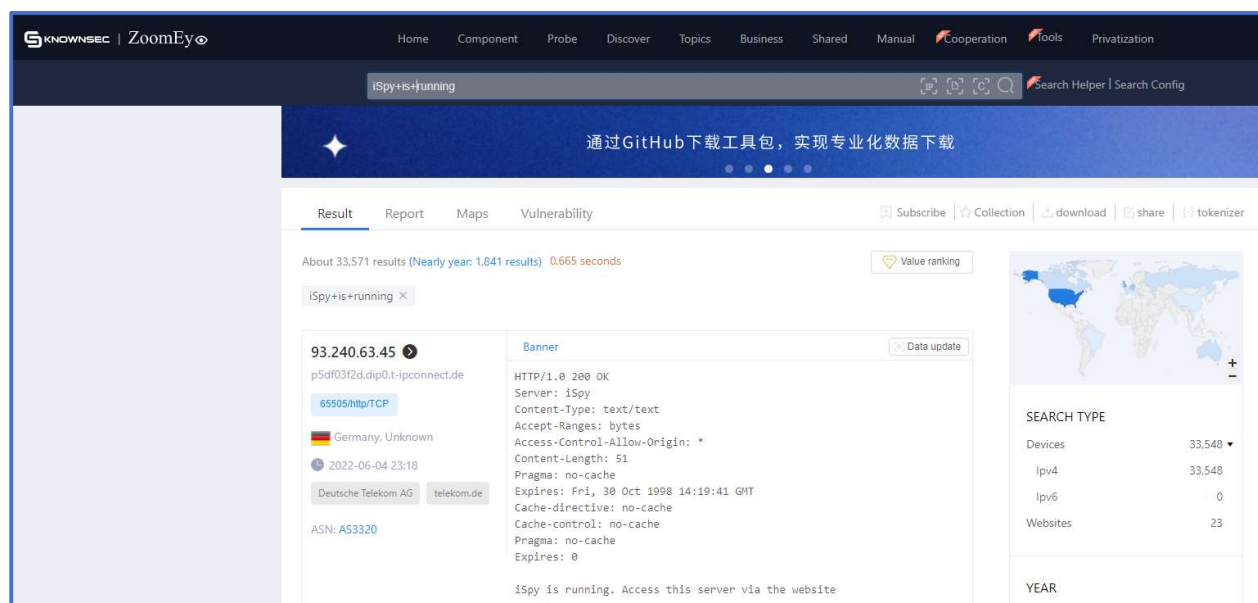 KNOWNSEC | ZoomEye
Home Component Probe Discover Topics Business Shared Manual Cooperation Tools Privatization
iSpy+is+running
[IP] [D] [C] Search Helper | Search Config
通过GitHub下载工具包，实现专业化数据下载
Result Report Maps Vulnerability
Subscribe Collection download share tokenizer
About 33,571 results (Nearly year: 1,841 results) 0.665 seconds
Value ranking
iSpy+is+running ×
93.240.63.45
p5df03f2d.dip0.t-ipconnect.de
65505/http/TCP
Germany, Unknown
2022-06-04 23:18
Deutsche Telekom AG telekom.de
ASN: AS3320
Banner
Data update
HTTP/1.0 200 OK
Server: iSpy
Content-Type: text/text
Accept-Ranges: bytes
Access-Control-Allow-Origin: *
Content-Length: 51
Pragma: no-cache
Expires: Fri, 30 Oct 1998 14:19:41 GMT
Cache-directive: no-cache
Cache-control: no-cache
Pragma: no-cache
Expires: 0
iSpy is running. Access this server via the website
+
−
SEARCH TYPE
Devices 33,548
Ipv4 33,548
Ipv6 0
Websites 23
YEAR